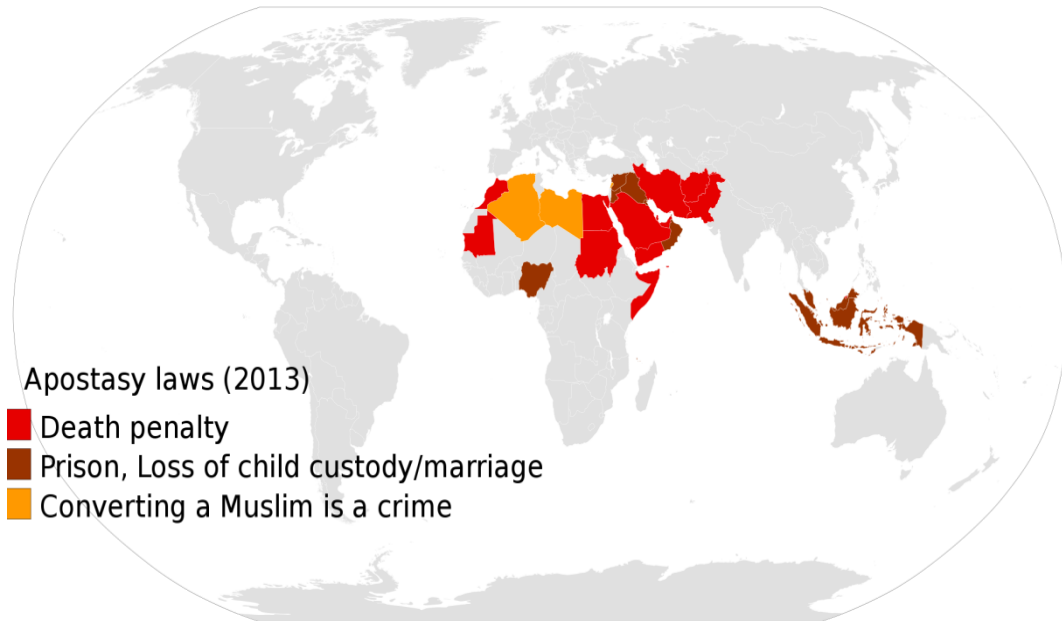 Apostasy laws (2013)
Death penalty
Prison, Loss of child custody/marriage
Converting a Muslim is a crime